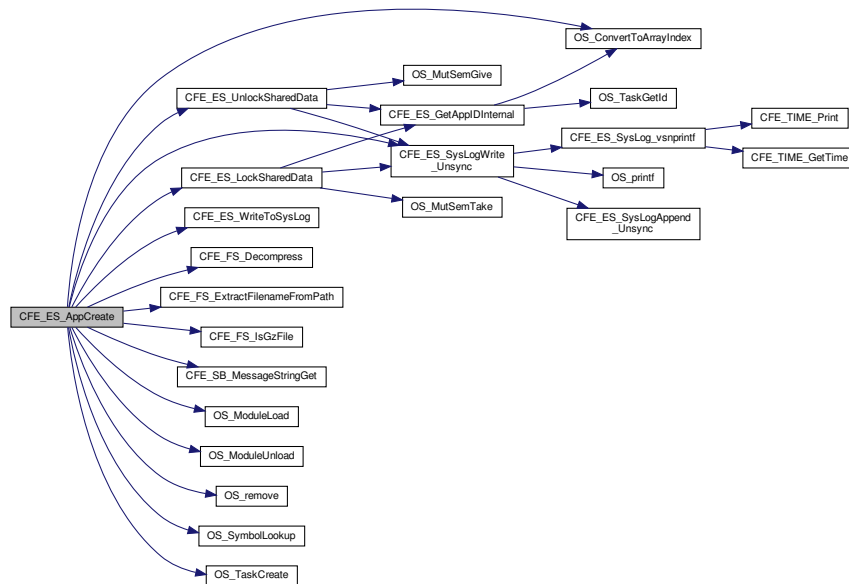 OS_ConvertToArrayIndex
OS_MutSemGive
CFE_ES_UnlockSharedData
OS_TaskGetId
CFE_ES_GetAppIDInternal
CFE_TIME_Print
CFE_ES_SysLog_vsnprintf
CFE_ES_SysLogWrite
_Unsync
CFE_TIME_GetTime
CFE_ES_LockSharedData
OS_printf
OS_MutSemTake
CFE_ES_SysLogAppend
_Unsync
CFE_ES_WriteToSysLog
CFE_FS_Decompress
CFE_FS_ExtractFilenameFromPath
CFE_ES_AppCreate
CFE_FS_IsGzFile
CFE_SB_MessageStringGet
OS_ModuleLoad
OS_ModuleUnload
OS_remove
OS_SymbolLookup
OS_TaskCreate